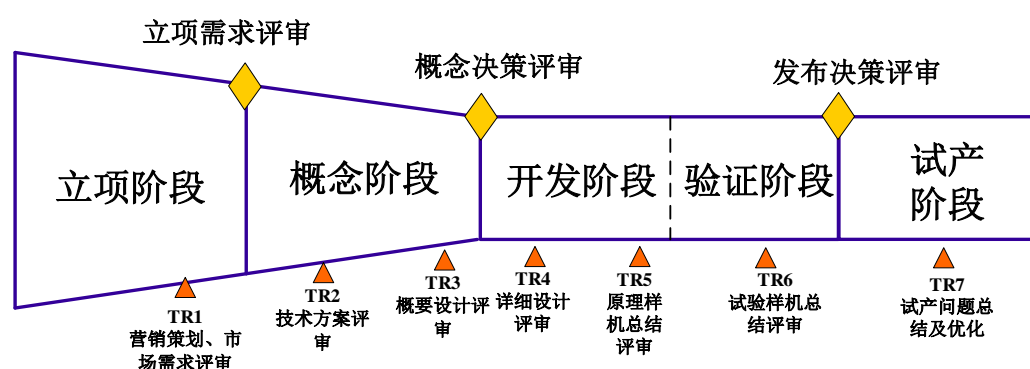 立项需求评审
概念决策评审
发布决策评审
立项阶段
概念阶段
开发阶段
验证阶段
试产
阶段
TR1
营销策划、市
场需求评审
TR2
技术方案评
审
TR3
概要设计评
审
TR4
详细设计
评审
TR5
原理样
机总结
评审
TR6
试验样机总
结评审
TR7
试产问题总
结及优化